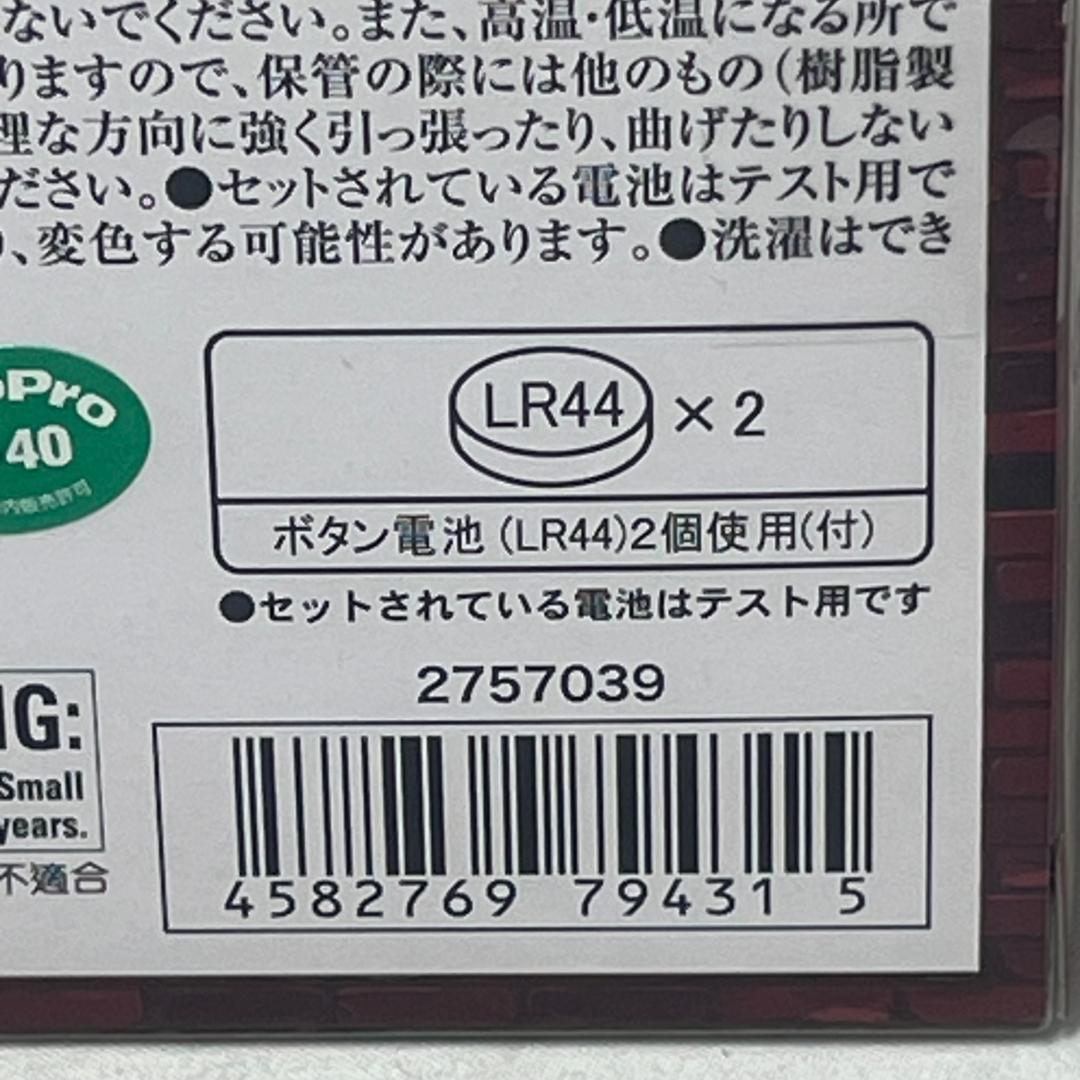 ないでください。また、高温・低温になる所で
りますので、保管の際には他のもの(樹脂製
理な方向に強く引っ張ったり、曲げたりしない
ださい。●セットされている電池はテスト用で
、変色する可能性があります。●洗濯はでき
Pro
40
内販売許可
LR44 × 2
ボタン電池 (LR44)2個使用(付)
●セットされている電池はテスト用です
2757039
G:
Small
years.
不適合
4582769 79431 5